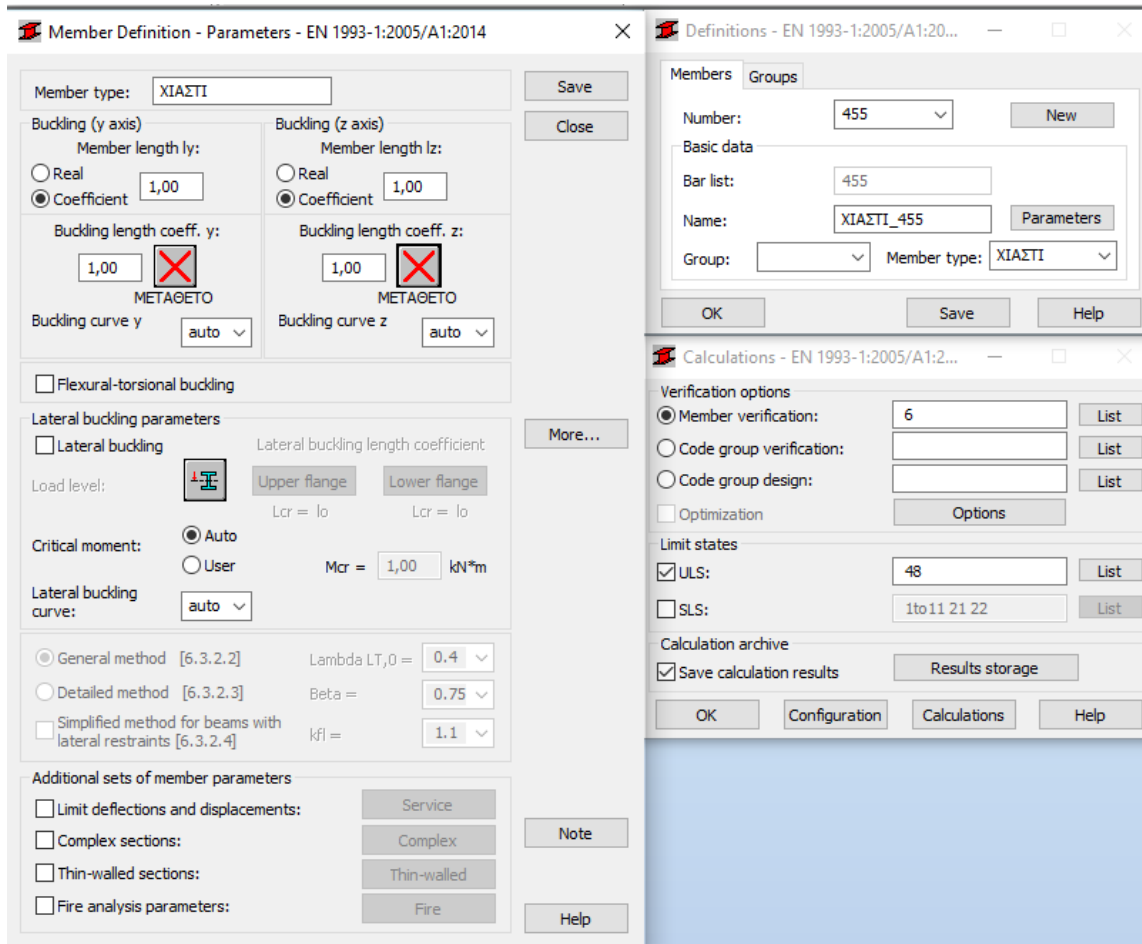 Member Definition - Parameters - EN 1993-1:2005/A1:2014
Member type: ΧΙΑΣΤΙ
Save
Close
Buckling (y axis)
Member length ly:
Real
Coefficient
1,00
Buckling length coeff. y:
1,00
ΜΕΤΑΘΕΤΟ
Buckling curve y auto
Buckling (z axis)
Member length lz:
Real
Coefficient
1,00
Buckling length coeff. z:
1,00
ΜΕΤΑΘΕΤΟ
Buckling curve z auto
Flexural-torsional buckling
Lateral buckling parameters
Lateral buckling
Lateral buckling length coefficient
More...
Load level:
Upper flange Lower flange
Lcr = lo Lcr = lo
Critical moment:
Auto
User
Mcr = 1,00 kN*m
Lateral buckling
curve:
auto
General method [6.3.2.2] Lambda LT,0 = 0.4
Detailed method [6.3.2.3] Beta = 0.75
Simplified method for beams with
lateral restraints [6.3.2.4]
kfl = 1.1
Additional sets of member parameters
Limit deflections and displacements: Service
Complex sections: Complex
Thin-walled sections: Thin-walled
Fire analysis parameters: Fire
Note
Help
Definitions - EN 1993-1:2005/A1:20...
Members Groups
Number: 455 New
Basic data
Bar list: 455
Name: ΧΙΑΣΤΙ_455 Parameters
Group: Member type: ΧΙΑΣΤΙ
OK Save Help
Calculations - EN 1993-1:2005/A1:2...
Verification options
Member verification: 6 List
Code group verification: List
Code group design: List
Optimization Options
Limit states
ULS: 48 List
SLS: 1to11 21 22 List
Calculation archive
Save calculation results Results storage
OK Configuration Calculations Help